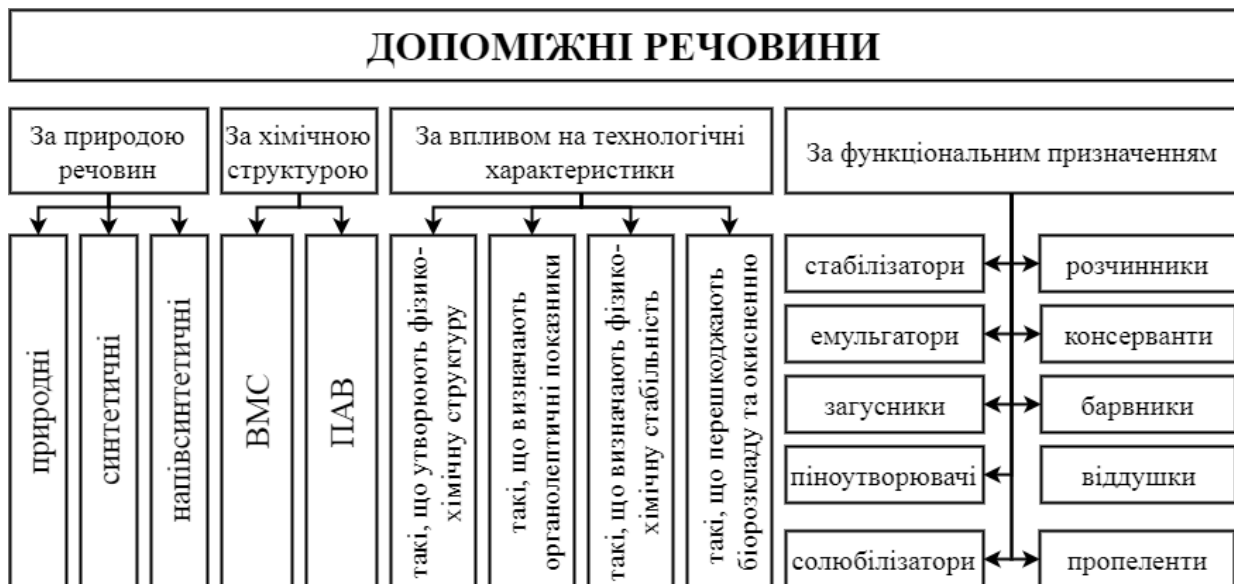 ДОПОМІЖНІ РЕЧОВИНИ
За природою
речовин
За хімічною
структурою
За впливом на технологічні
характеристики
За функціональним призначенням
природні
синтетичні
напівсинтетичні
ВМС
ПАВ
такі, що утворюють фізико-
хімічну структуру
такі, що визначають
органолептичні показники
такі, що визначають фізико-
хімічну стабільність
такі, що перешкоджають
біорозкладу та окисненню
стабілізатори
розчинники
емульгатори
консерванти
загусники
барвники
піноутворювачі
віддушки
солюбілізатори
пропеленти